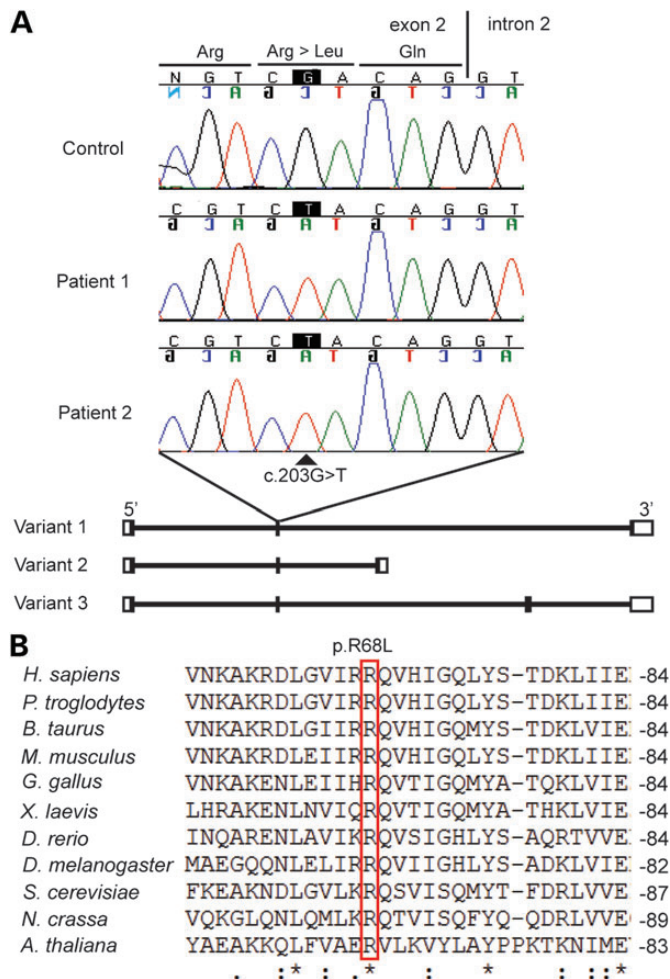 A
exon 2 intron 2
Arg Arg > Leu Gln
N G T C G A C A G G T
N C A G C T G T C C A
Control
C G T C T A C A G G T
G C A G A T G T C C A
Patient 1
C G T C T A C A G G T
G C A G A T G T C C A
Patient 2
c.203G>T
5' 3'
Variant 1
Variant 2
Variant 3
B
p.R68L
H. sapiens VNKAKRDLGVIRRQVHIGQLYS-TDKLIIE -84
P. troglodytes VNKAKRDLGVIRRQVHIGQLYS-TDKLIIE -84
B. taurus VNKAKRDLGVIRRQVHIGQMYS-TDKLIIE -84
M. musculus VNKAKRDLEIIRRQVHIGQLYS-TDKLIIE -84
G. gallus VNKAKENLEIIHRQVTIGQMYA-TQKLVIE -84
X. laevis LHRAKENLNVIQRQVTIGQMYA-THKLVIE -84
D. rerio INQARENLAVIKRQVSIGHLYS-AQRTVVE -84
D. melanogaster MAEGQQNLELIRRQVIIGHLYS-ADKLVIE -82
S. cerevisiae FKEAKNDLGVLKRQSVISQMYT-FDRLVVE -87
N. crassa VQKGLQNLQMLKRQTVISQFYQ-QDRLVVE -89
A. thaliana YAEAKKQLFVAERVLKVYLAYPPKTKNIME -83
. :* : .* : * . ::*